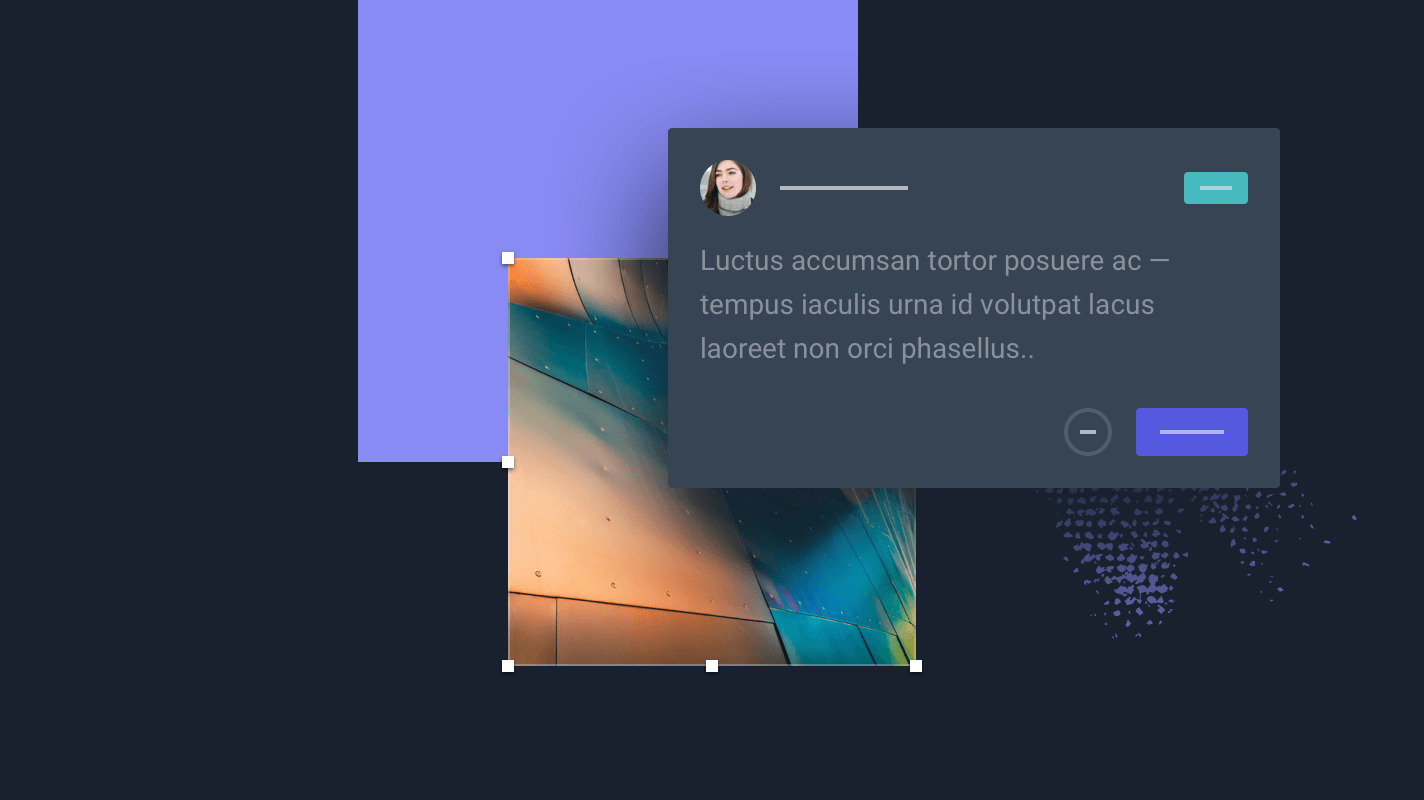 Luctus accumsan tortor posuere ac —
tempus iaculis urna id volutpat lacus
laoreet non orci phasellus..